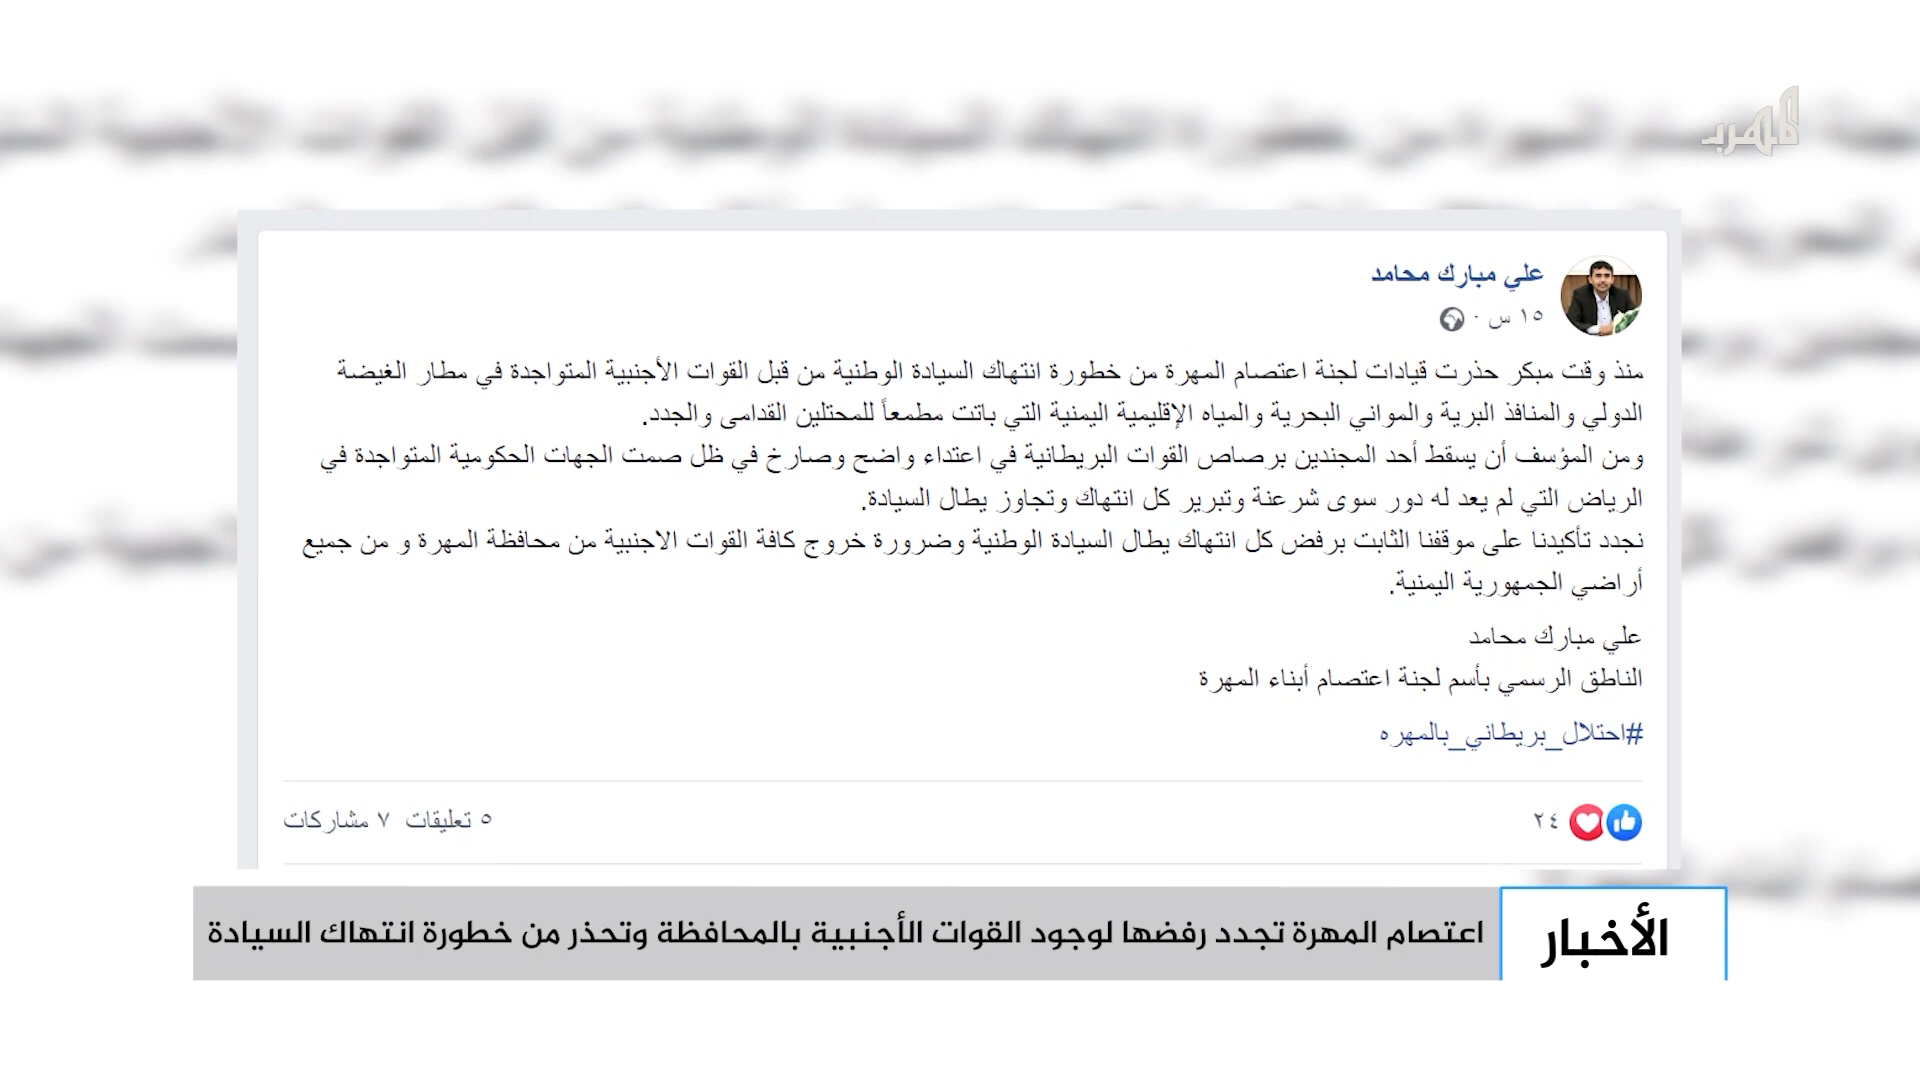 المهرية
علي مبارك محامد
١٥ س ·
منذ وقت مبكر حذرت قيادات لجنة اعتصام المهرة من خطورة انتهاك السيادة الوطنية من قبل القوات الأجنبية المتواجدة في مطار الغيضة
الدولي والمنافذ البرية والمواني البحرية والمياه الإقليمية اليمنية التي باتت مطمعاً للمحتلين القدامى والجدد.
ومن المؤسف أن يسقط أحد المجندين برصاص القوات البريطانية في اعتداء واضح وصارخ في ظل صمت الجهات الحكومية المتواجدة في
الرياض التي لم يعد له دور سوى شرعنة وتبرير كل انتهاك وتجاوز يطال السيادة.
نجدد تأكيدنا على موقفنا الثابت برفض كل انتهاك يطال السيادة الوطنية وضرورة خروج كافة القوات الاجنبية من محافظة المهرة و من جميع
أراضي الجمهورية اليمنية.
علي مبارك محامد
الناطق الرسمي بأسم لجنة اعتصام أبناء المهرة
#احتلال_بريطاني_بالمهره
٢٤
٥ تعليقات ٧ مشاركات
الأخبار
اعتصام المهرة تجدد رفضها لوجود القوات الأجنبية بالمحافظة وتحذر من خطورة انتهاك السيادة